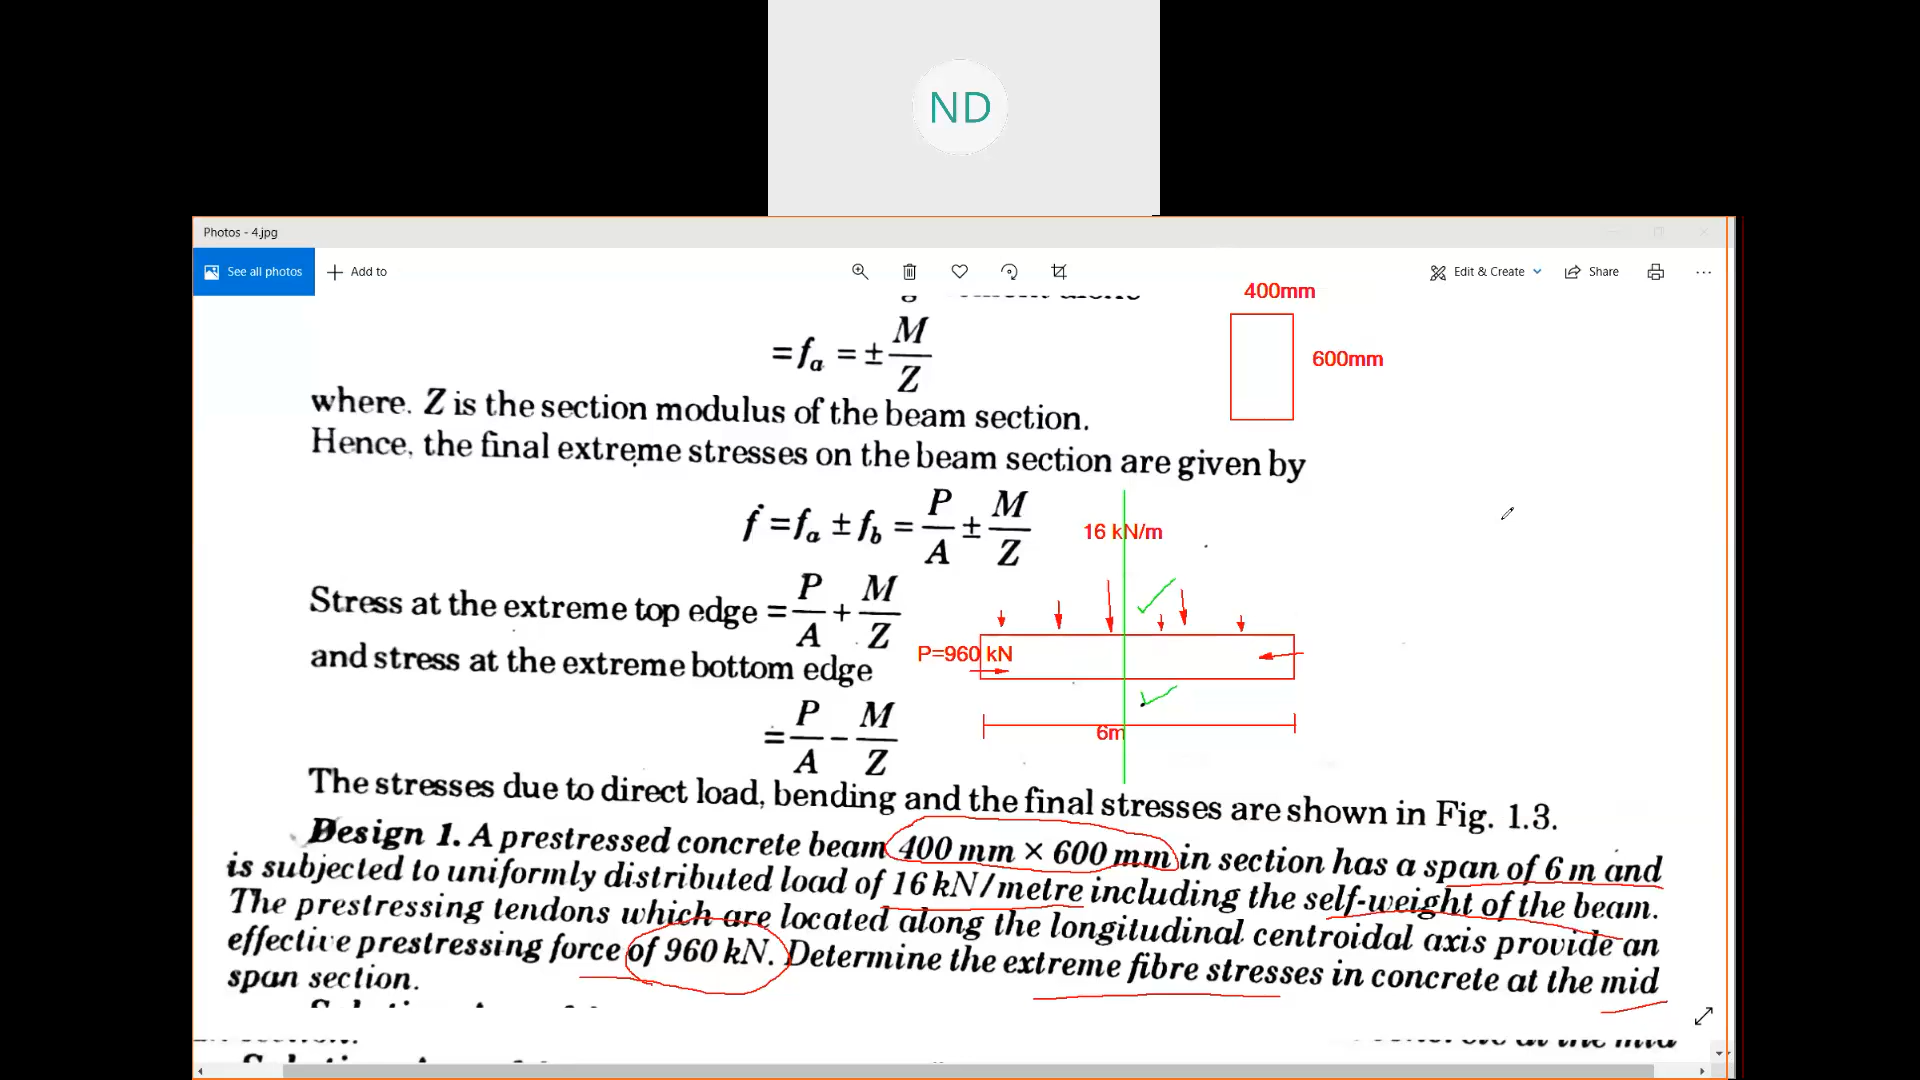 ND
Photos - 4.jpg
See all photos
Add to
Edit & Create
Share
400mm
= fa = ± M/Z
600mm
where. Z is the section modulus of the beam section.
Hence, the final extreme stresses on the beam section are given by
f = fa ± fb = P/A ± M/Z
16 kN/m
Stress at the extreme top edge = P/A + M/Z
P=960 kN
and stress at the extreme bottom edge
= P/A − M/Z
6m
The stresses due to direct load, bending and the final stresses are shown in Fig. 1.3.
Design 1. A prestressed concrete beam 400 mm × 600 mm in section has a span of 6 m and
is subjected to uniformly distributed load of 16 kN/metre including the self-weight of the beam.
The prestressing tendons which are located along the longitudinal centroidal axis provide an
effective prestressing force of 960 kN. Determine the extreme fibre stresses in concrete at the mid
span section.